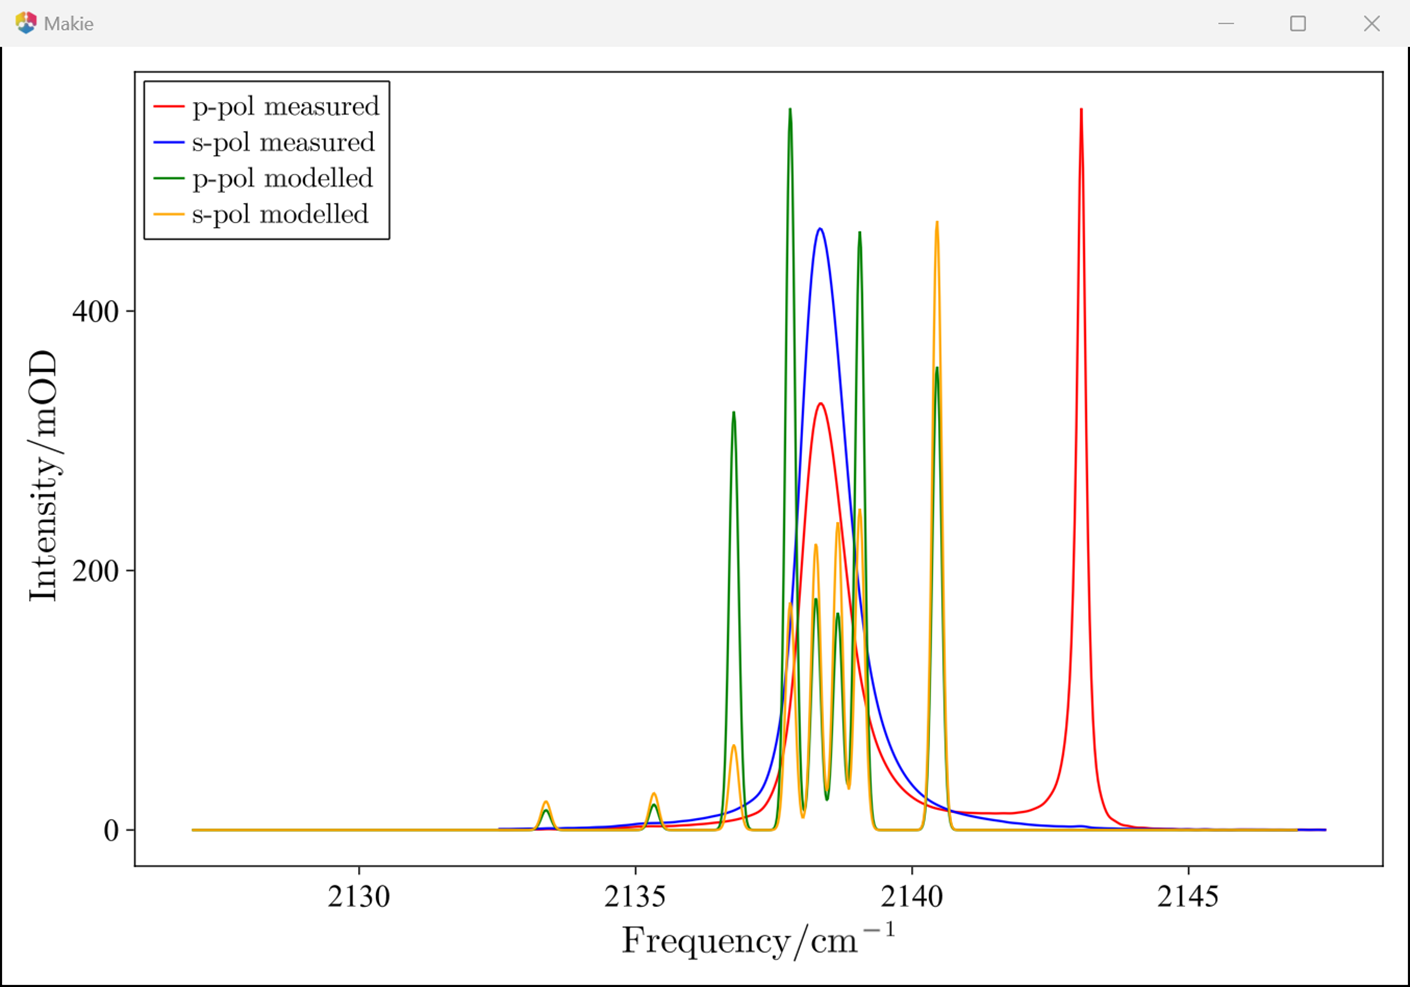 Makie
p-pol measured
s-pol measured
p-pol modelled
s-pol modelled
400
200
0
Intensity/mOD
2130 2135 2140 2145
Frequency/cm⁻¹